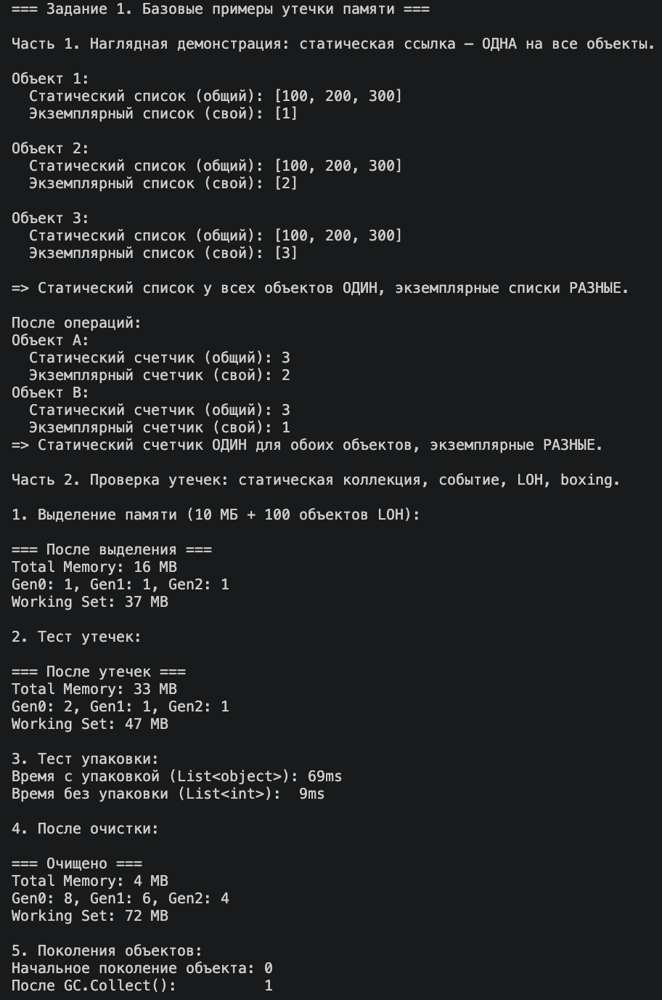 === Задание 1. Базовые примеры утечки памяти ===
Часть 1. Наглядная демонстрация: статическая ссылка — ОДНА на все объекты.
Объект 1:
Статический список (общий): [100, 200, 300]
Экземплярный список (свой): [1]
Объект 2:
Статический список (общий): [100, 200, 300]
Экземплярный список (свой): [2]
Объект 3:
Статический список (общий): [100, 200, 300]
Экземплярный список (свой): [3]
=> Статический список у всех объектов ОДИН, экземплярные списки РАЗНЫЕ.
После операций:
Объект A:
Статический счетчик (общий): 3
Экземплярный счетчик (свой): 2
Объект B:
Статический счетчик (общий): 3
Экземплярный счетчик (свой): 1
=> Статический счетчик ОДИН для обоих объектов, экземплярные РАЗНЫЕ.
Часть 2. Проверка утечек: статическая коллекция, событие, LOH, boxing.
1. Выделение памяти (10 МБ + 100 объектов LOH):
=== После выделения ===
Total Memory: 16 MB
Gen0: 1, Gen1: 1, Gen2: 1
Working Set: 37 MB
2. Тест утечек:
=== После утечек ===
Total Memory: 33 MB
Gen0: 2, Gen1: 1, Gen2: 1
Working Set: 47 MB
3. Тест упаковки:
Время с упаковкой (List<object>): 69ms
Время без упаковки (List<int>):  9ms
4. После очистки:
=== Очищено ===
Total Memory: 4 MB
Gen0: 8, Gen1: 6, Gen2: 4
Working Set: 72 MB
5. Поколения объектов:
Начальное поколение объекта: 0
После GC.Collect():          1